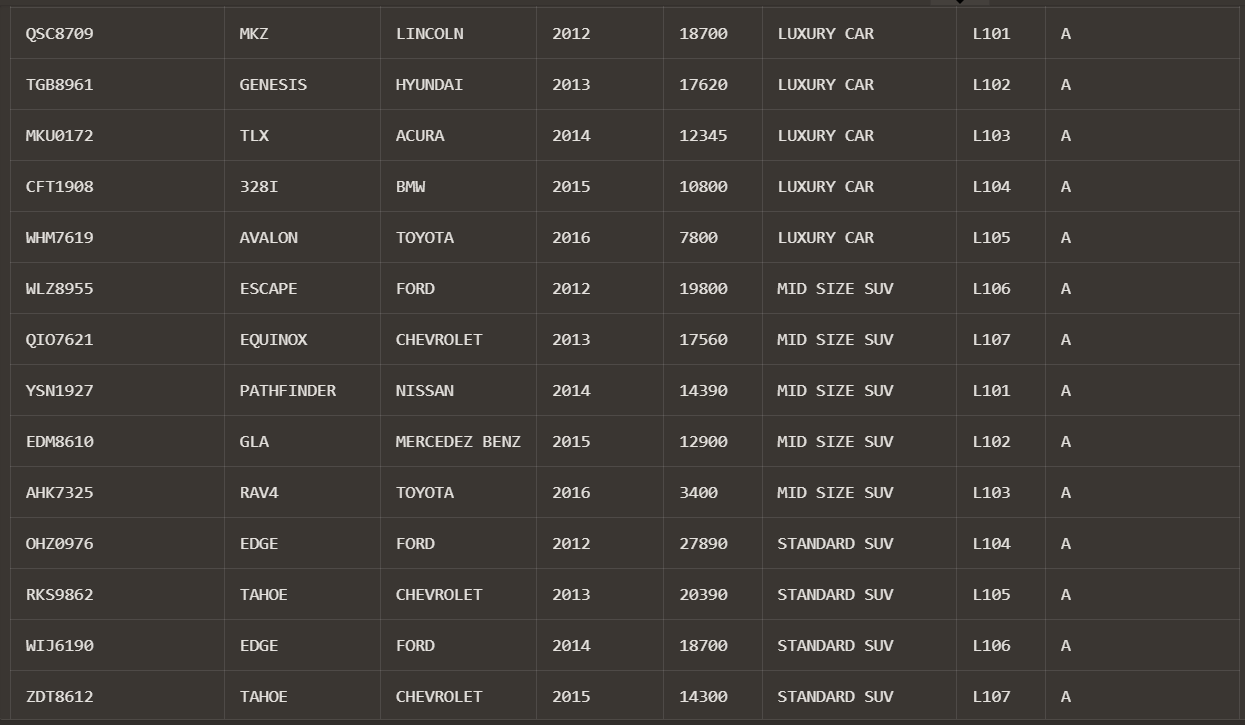 QSC8709 MKZ LINCOLN 2012 18700 LUXURY CAR L101 A
TGB8961 GENESIS HYUNDAI 2013 17620 LUXURY CAR L102 A
MKU0172 TLX ACURA 2014 12345 LUXURY CAR L103 A
CFT1908 328I BMW 2015 10800 LUXURY CAR L104 A
WHM7619 AVALON TOYOTA 2016 7800 LUXURY CAR L105 A
WLZ8955 ESCAPE FORD 2012 19800 MID SIZE SUV L106 A
QIO7621 EQUINOX CHEVROLET 2013 17560 MID SIZE SUV L107 A
YSN1927 PATHFINDER NISSAN 2014 14390 MID SIZE SUV L101 A
EDM8610 GLA MERCEDEZ BENZ 2015 12900 MID SIZE SUV L102 A
AHK7325 RAV4 TOYOTA 2016 3400 MID SIZE SUV L103 A
OHZ0976 EDGE FORD 2012 27890 STANDARD SUV L104 A
RKS9862 TAHOE CHEVROLET 2013 20390 STANDARD SUV L105 A
WIJ6190 EDGE FORD 2014 18700 STANDARD SUV L106 A
ZDT8612 TAHOE CHEVROLET 2015 14300 STANDARD SUV L107 A